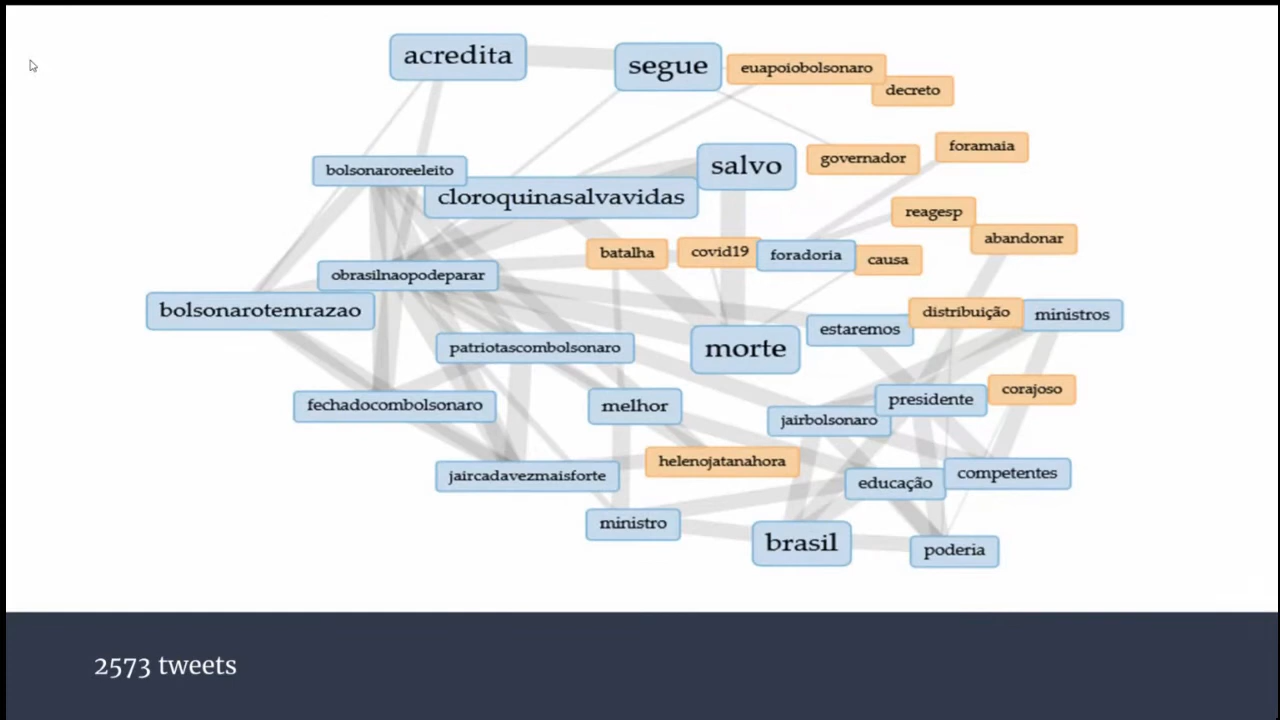 acredita
segue
euapoiobolsonaro
decreto
foramaia
governador
salvo
bolsonaroreeleito
cloroquinasalvavidas
reagesp
abandonar
batalha
covid19
foradoria
causa
obrasilnaopodeparar
bolsonarotemrazao
distribuição
ministros
estaremos
patriotascombolsonaro
morte
corajoso
presidente
fechadocombolsonaro
melhor
jairbolsonaro
helenojatanahora
jaircadavezmaisforte
competentes
educação
ministro
brasil
poderia
2573 tweets